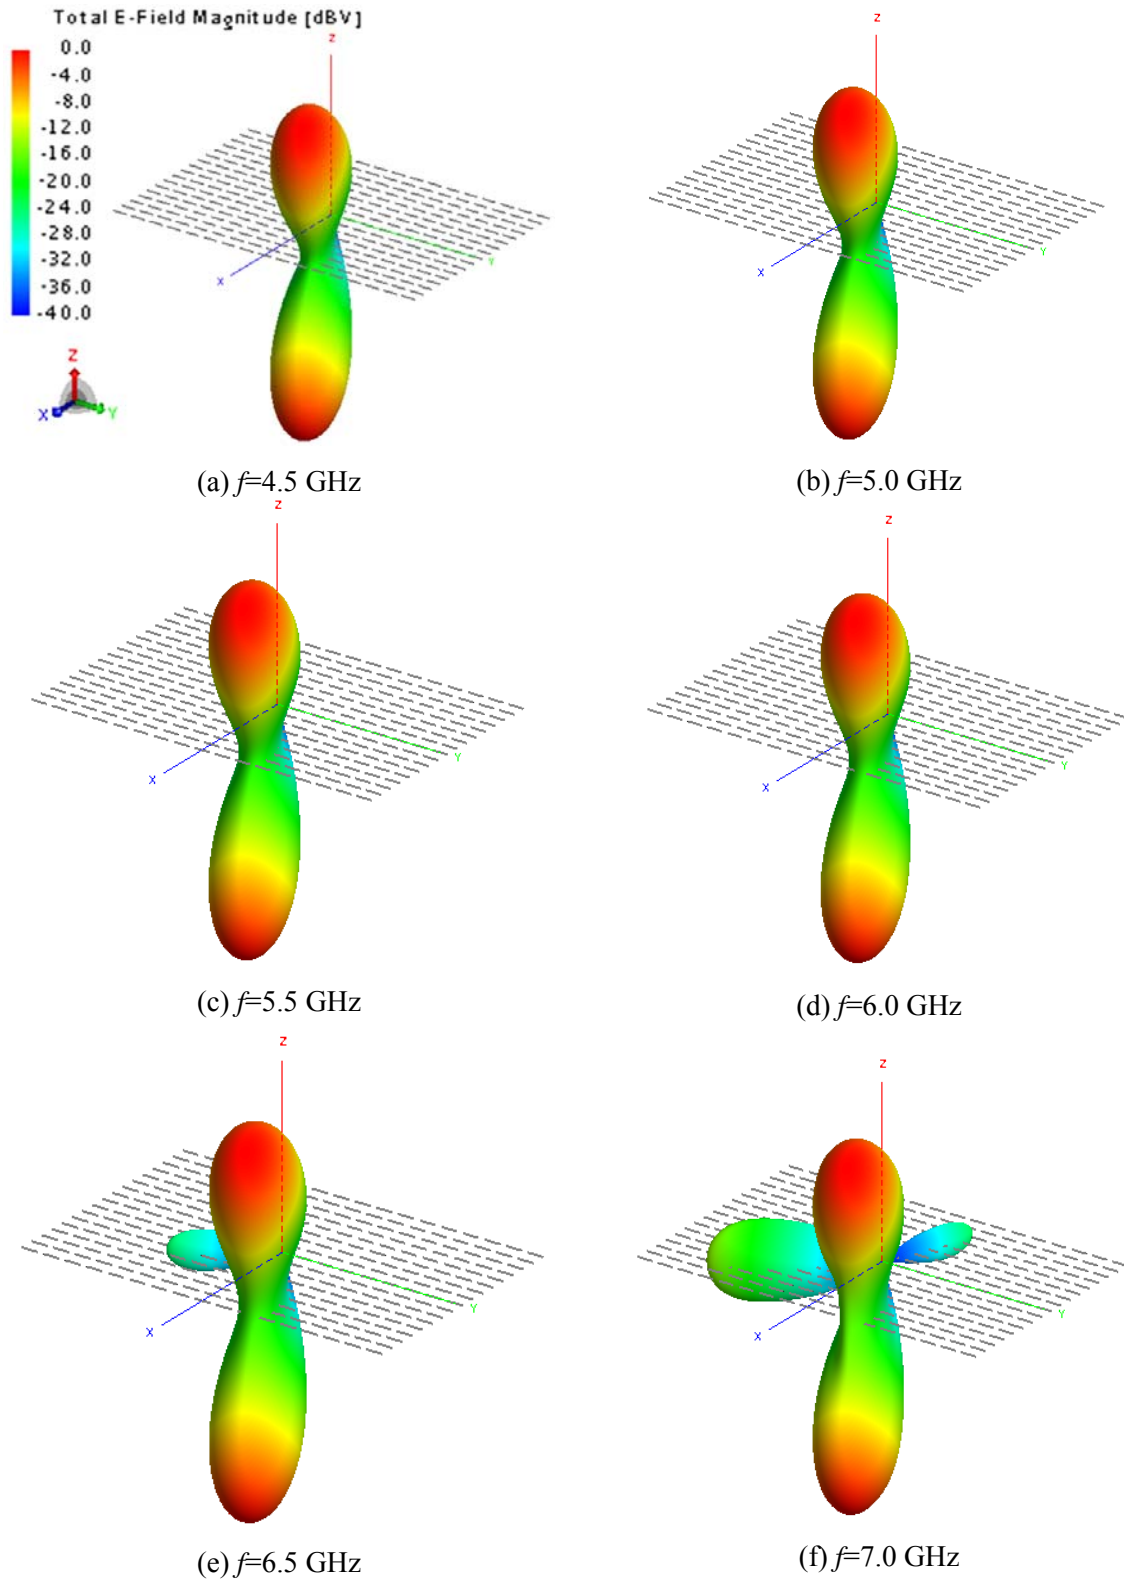 Total E-Field Magnitude [dBV]
0.0
-4.0
-8.0
-12.0
-16.0
-20.0
-24.0
-28.0
-32.0
-36.0
-40.0
Z
X
Y
z
X
Y
z
X
Y
(a) f=4.5 GHz
(b) f=5.0 GHz
z
X
Y
z
X
Y
(c) f=5.5 GHz
(d) f=6.0 GHz
z
X
Y
z
X
Y
(e) f=6.5 GHz
(f) f=7.0 GHz